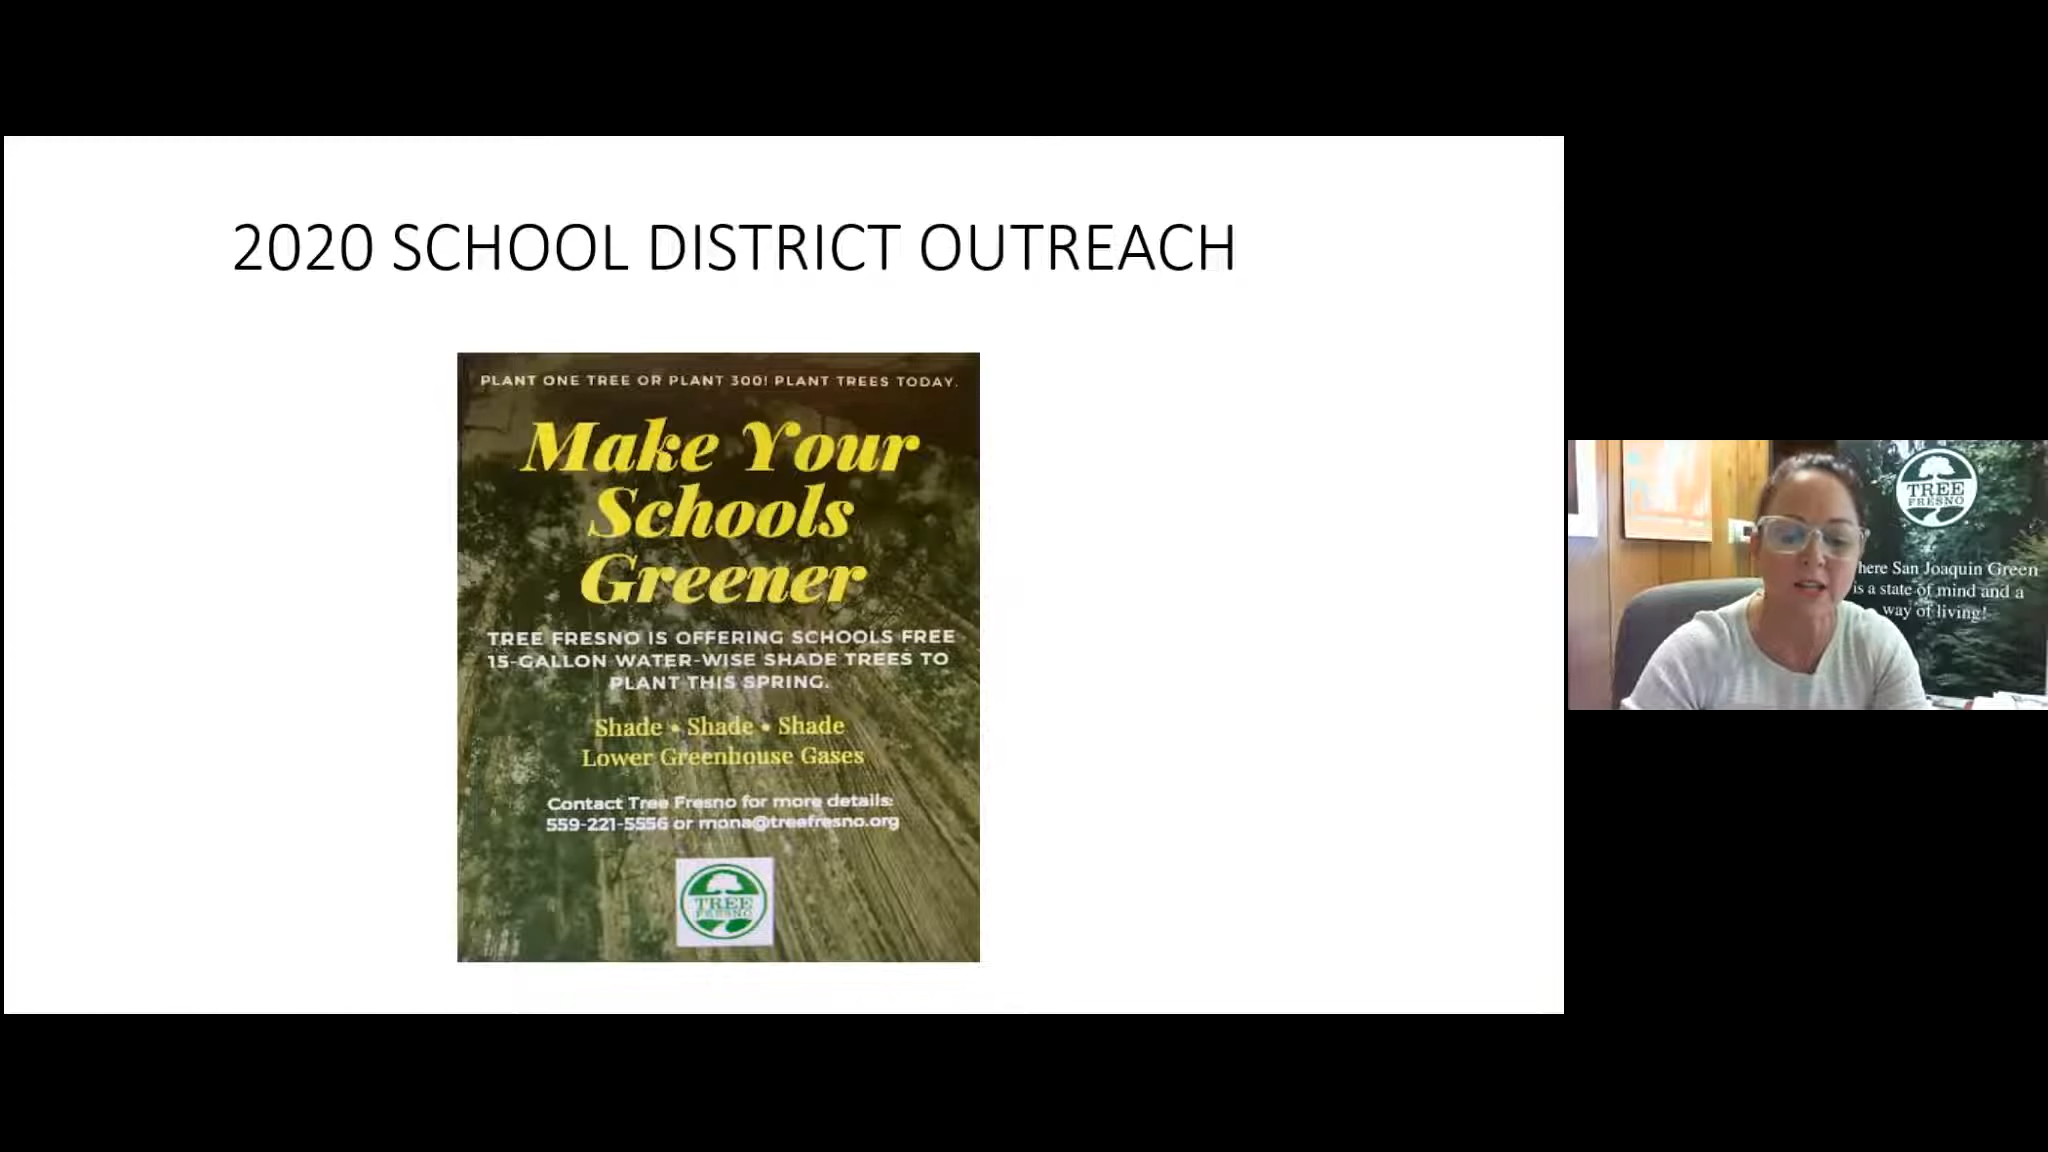 2020 SCHOOL DISTRICT OUTREACH
PLANT ONE TREE OR PLANT 300! PLANT TREES TODAY.
Make Your
Schools
Greener
TREE FRESNO IS OFFERING SCHOOLS FREE
15-GALLON WATER-WISE SHADE TREES TO
PLANT THIS SPRING.
Shade • Shade • Shade
Lower Greenhouse Gases
Contact Tree Fresno for more details:
559-221-5556 or mona@treefresno.org
TREE
FRESNO
TREE
FRESNO
here San Joaquin Green
is a state of mind and a
way of living!